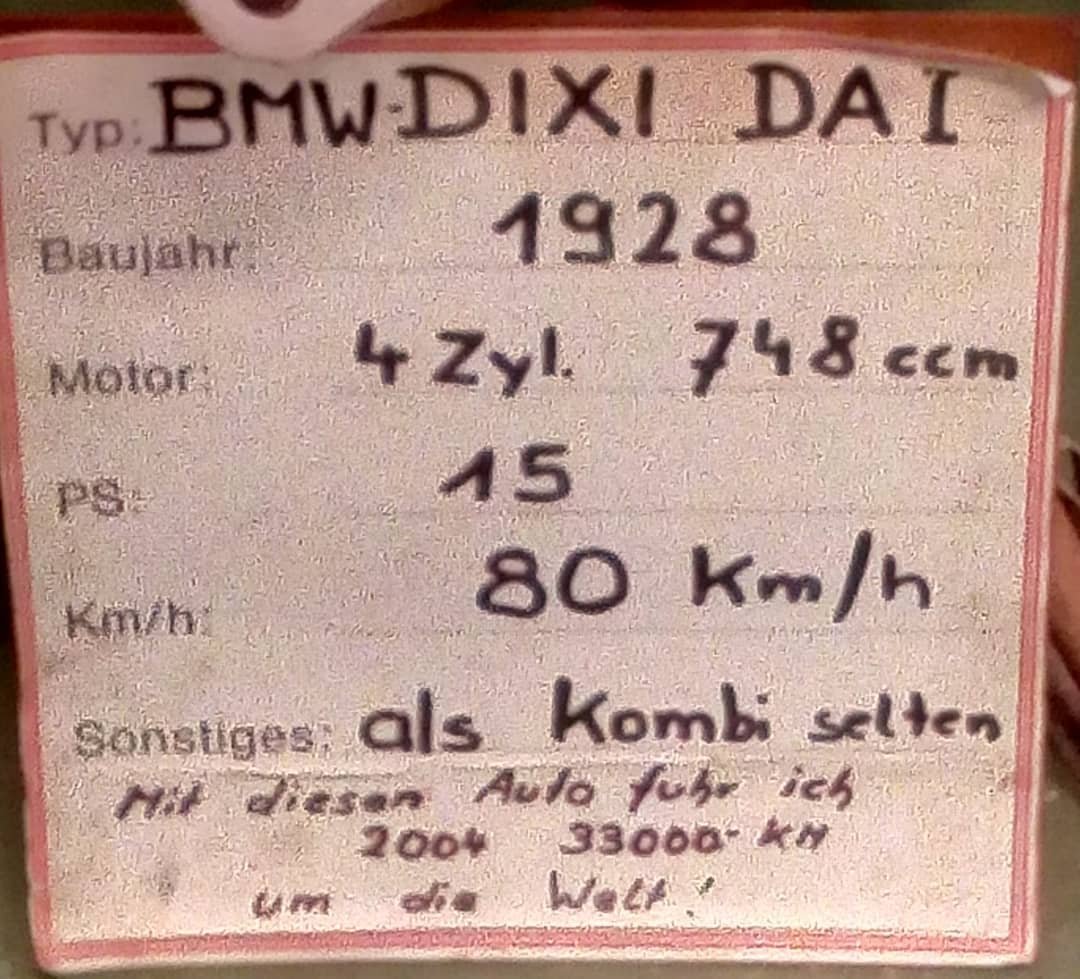 Typ: BMW-DIXI DA I
Baujahr: 1928
Motor: 4 Zyl. 748 ccm
PS: 15
Km/h: 80 Km/h
Sonstiges: als Kombi selten
Mit diesen Auto fuhr ich
2004 33000- KM
um die Welt!